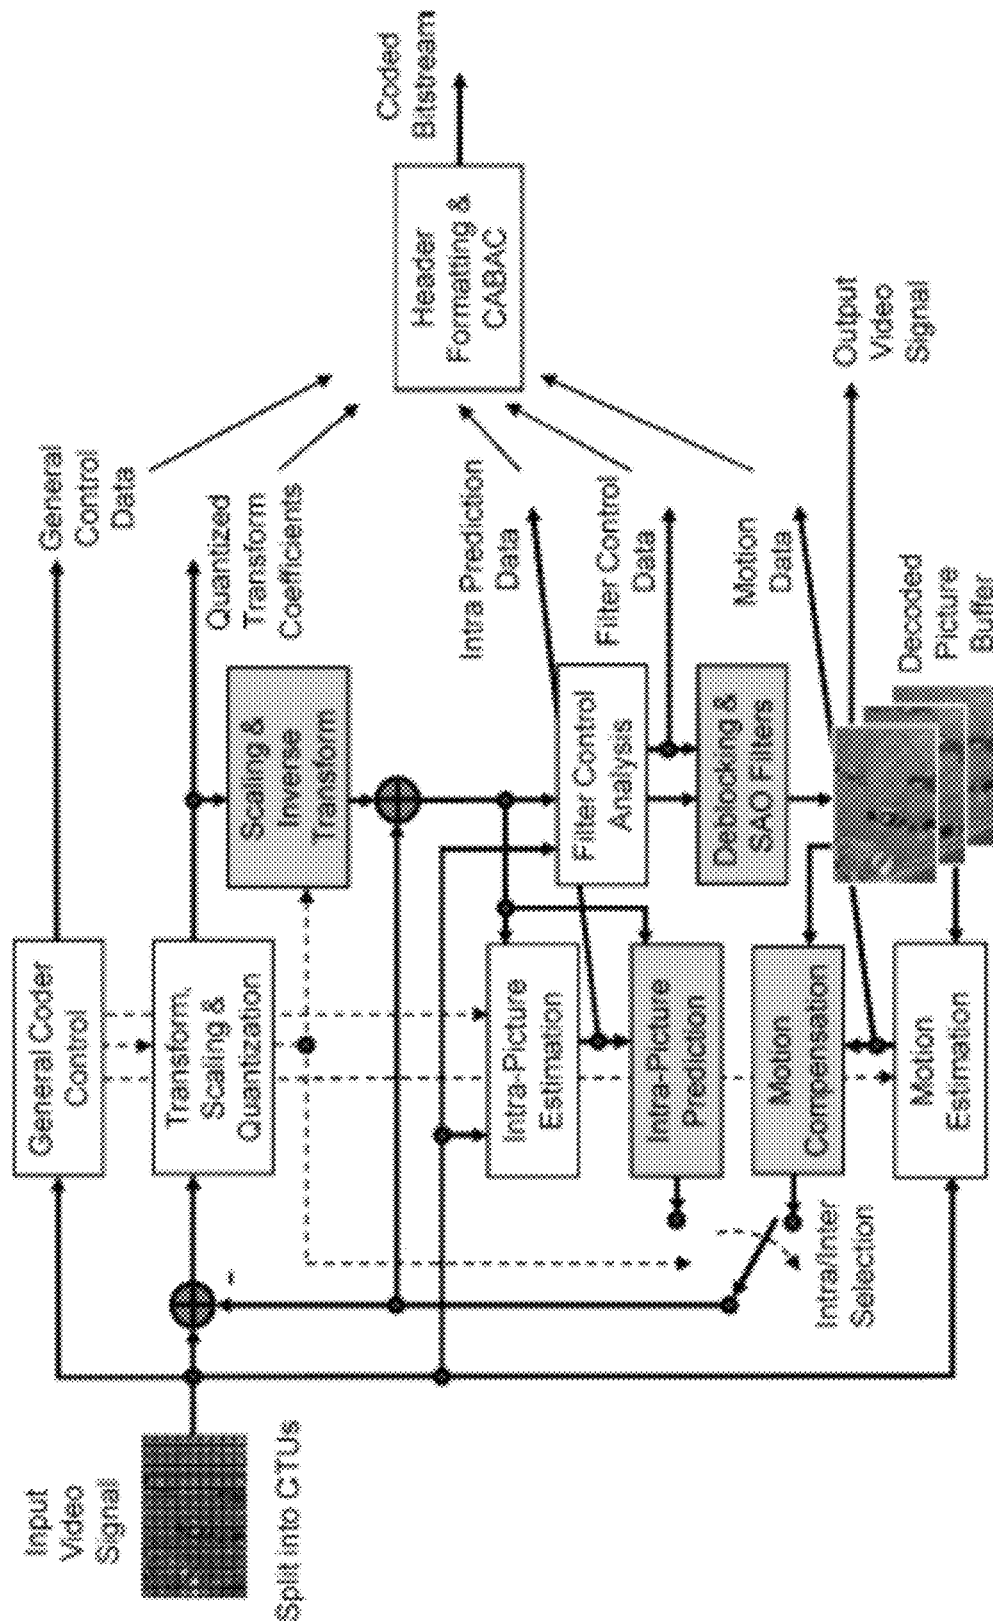 Input
Video
Signal
Split into CTUs
General Coder
Control
Transform,
Scaling &
Quantization
General
Control
Data
Quantized
Transform
Coefficients
Scaling &
Inverse
Transform
Header
Formatting &
CABAC
Coded
Bitstream
-
Intra-Picture
Estimation
Intra Prediction
Data
Filter Control
Analysis
Filter Control
Data
Intra-Picture
Prediction
Debocking &
SAO Filters
Motion
Compensation
Motion
Data
Intra/Inter
Selection
Motion
Estimation
Output
Video
Signal
Decoded
Picture
Buffer